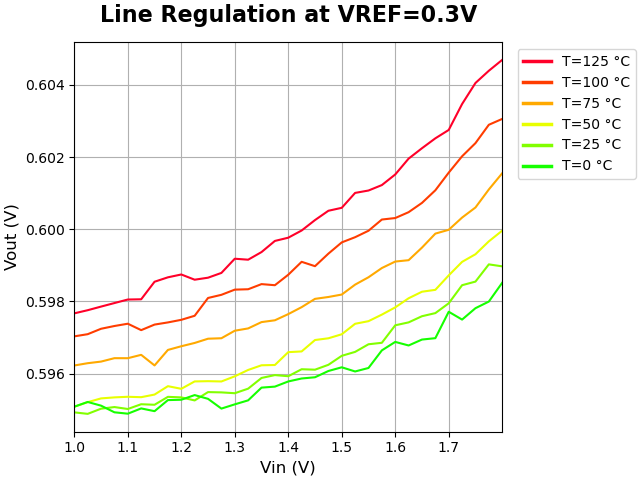 Line Regulation at VREF=0.3V
T=125 °C
T=100 °C
T=75 °C
T=50 °C
T=25 °C
T=0 °C
Vout (V)
0.604
0.602
0.600
0.598
0.596
1.0 1.1 1.2 1.3 1.4 1.5 1.6 1.7
Vin (V)